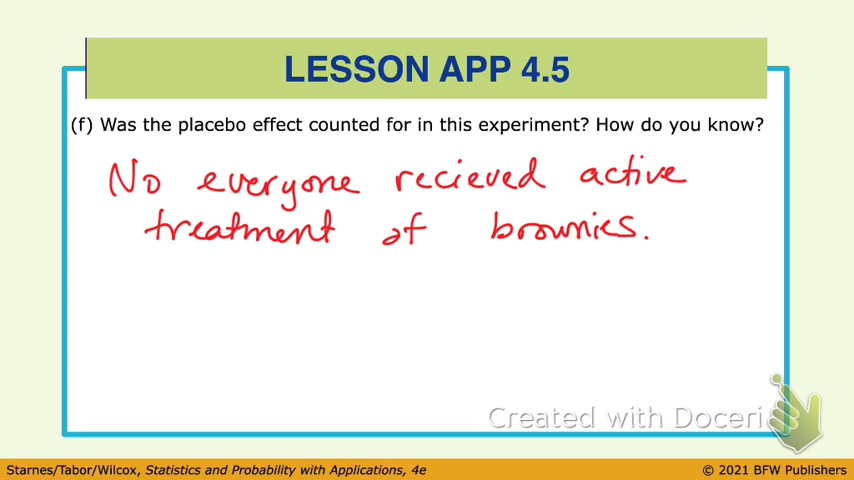 LESSON APP 4.5
(f) Was the placebo effect counted for in this experiment? How do you know?
No everyone recieved active
treatment of brownies.
Created with Doceri
Starnes/Tabor/Wilcox, Statistics and Probability with Applications, 4e
© 2021 BFW Publishers